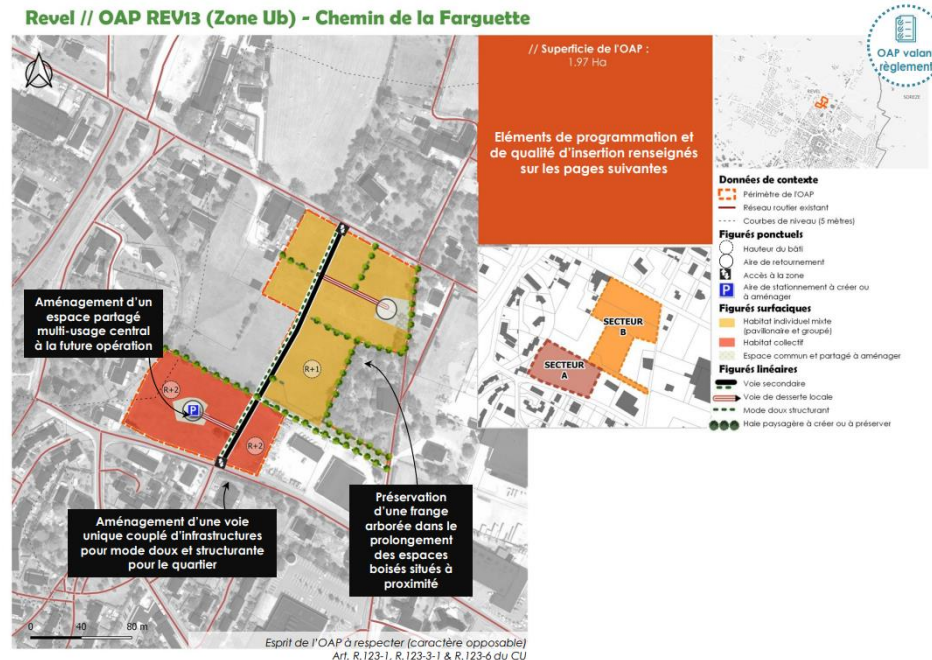 Revel // OAP REV13 (Zone Ub) - Chemin de la Farguette
// Superficie de l'OAP :
1.97 Ha
Eléments de programmation et
de qualité d'insertion renseignés
sur les pages suivantes
OAP valan
règlement
REVEL
SOREZE
Données de contexte
Périmètre de l'OAP
Réseau routier existant
Courbes de niveau (5 mètres)
Figurés ponctuels
Hauteur du bâti
Aire de retournement
Accès à la zone
P
Aire de stationnement à créer ou
à aménager
Figurés surfaciques
Habitat individuel mixte
(pavillonaire et groupé)
Habitat collectif
Espace commun et partagé à aménager
Figurés linéaires
Voie secondaire
Voie de desserte locale
Mode doux structurant
Haie paysagère à créer ou à préserver
SECTEUR
B
SECTEUR
A
Aménagement d'un
espace partagé
multi-usage central
à la future opération
R+1
R+2
P
R+2
Aménagement d'une voie
unique couplé d'infrastructures
pour mode doux et structurante
pour le quartier
Préservation
d'une frange
arborée dans le
prolongement
des espaces
boisés situés à
proximité
0 40 80 m
Esprit de l'OAP à respecter (caractère opposable)
Art. R.123-1, R.123-3-1 & R.123-6 du CU